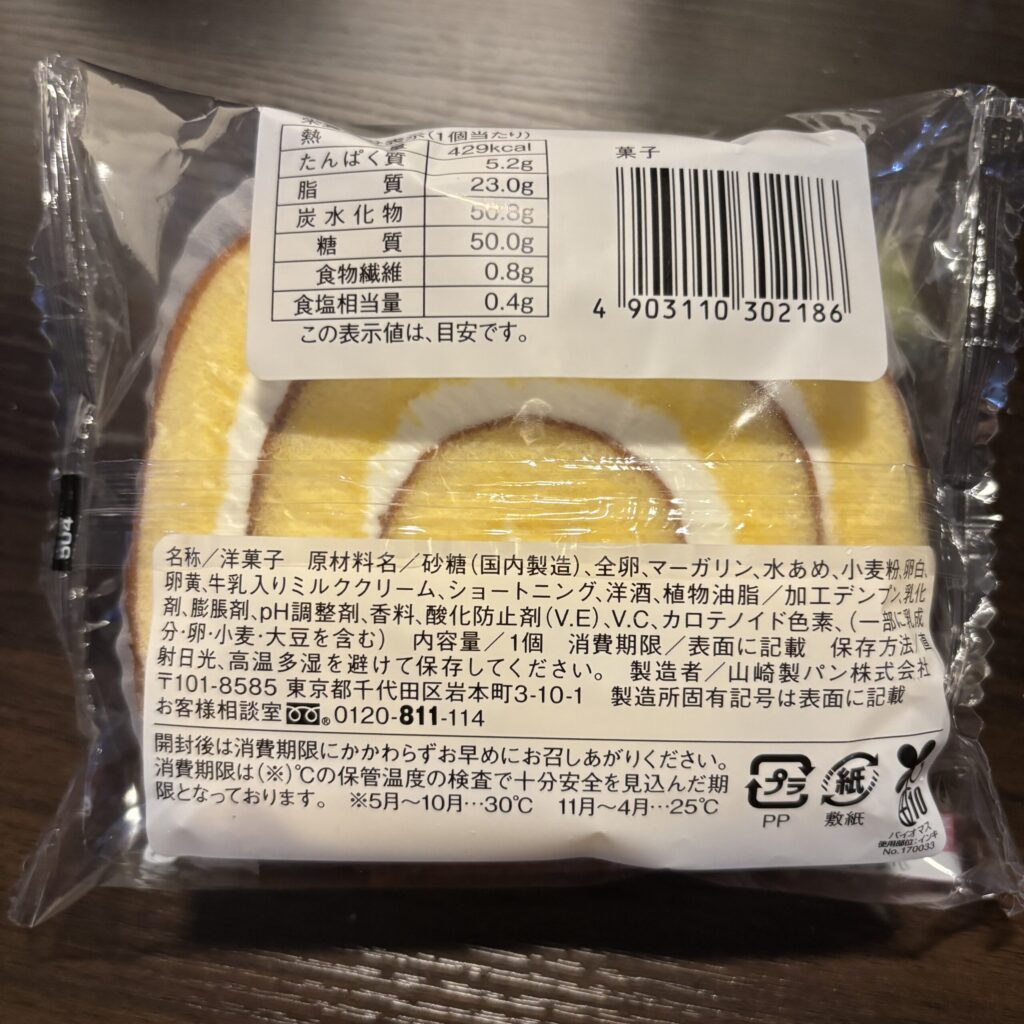 熱
示(1個当たり)
429kcal
たんぱく質 5.2g
脂質 23.0g
炭水化物 50.8g
糖質 50.0g
食物繊維 0.8g
食塩相当量 0.4g
この表示値は、目安です。
菓子
4 903110 302186
504
名称/洋菓子 原材料名/砂糖(国内製造)、全卵、マーガリン、水あめ、小麦粉、卵白、
卵黄、牛乳入りミルククリーム、ショートニング、洋酒、植物油脂/加工デンプン、乳化
剤、膨脹剤、pH調整剤、香料、酸化防止剤(V.E)、V.C、カロテノイド色素、(一部に乳成
分・卵・小麦・大豆を含む) 内容量/1個 消費期限/表面に記載 保存方法/直
射日光、高温多湿を避けて保存してください。 製造者/山崎製パン株式会社
〒101-8585 東京都千代田区岩本町3-10-1 製造所固有記号は表面に記載
お客様相談室 ® 0120-811-114
開封後は消費期限にかかわらずお早めにお召しあがりください。
消費期限は(※)℃の保管温度の検査で十分安全を見込んだ期
限となっております。 ※5月~10月…30℃ 11月~4月…25℃
プラ
PP
紙
敷紙
バイオマス
使用部位:インキ
No.170033